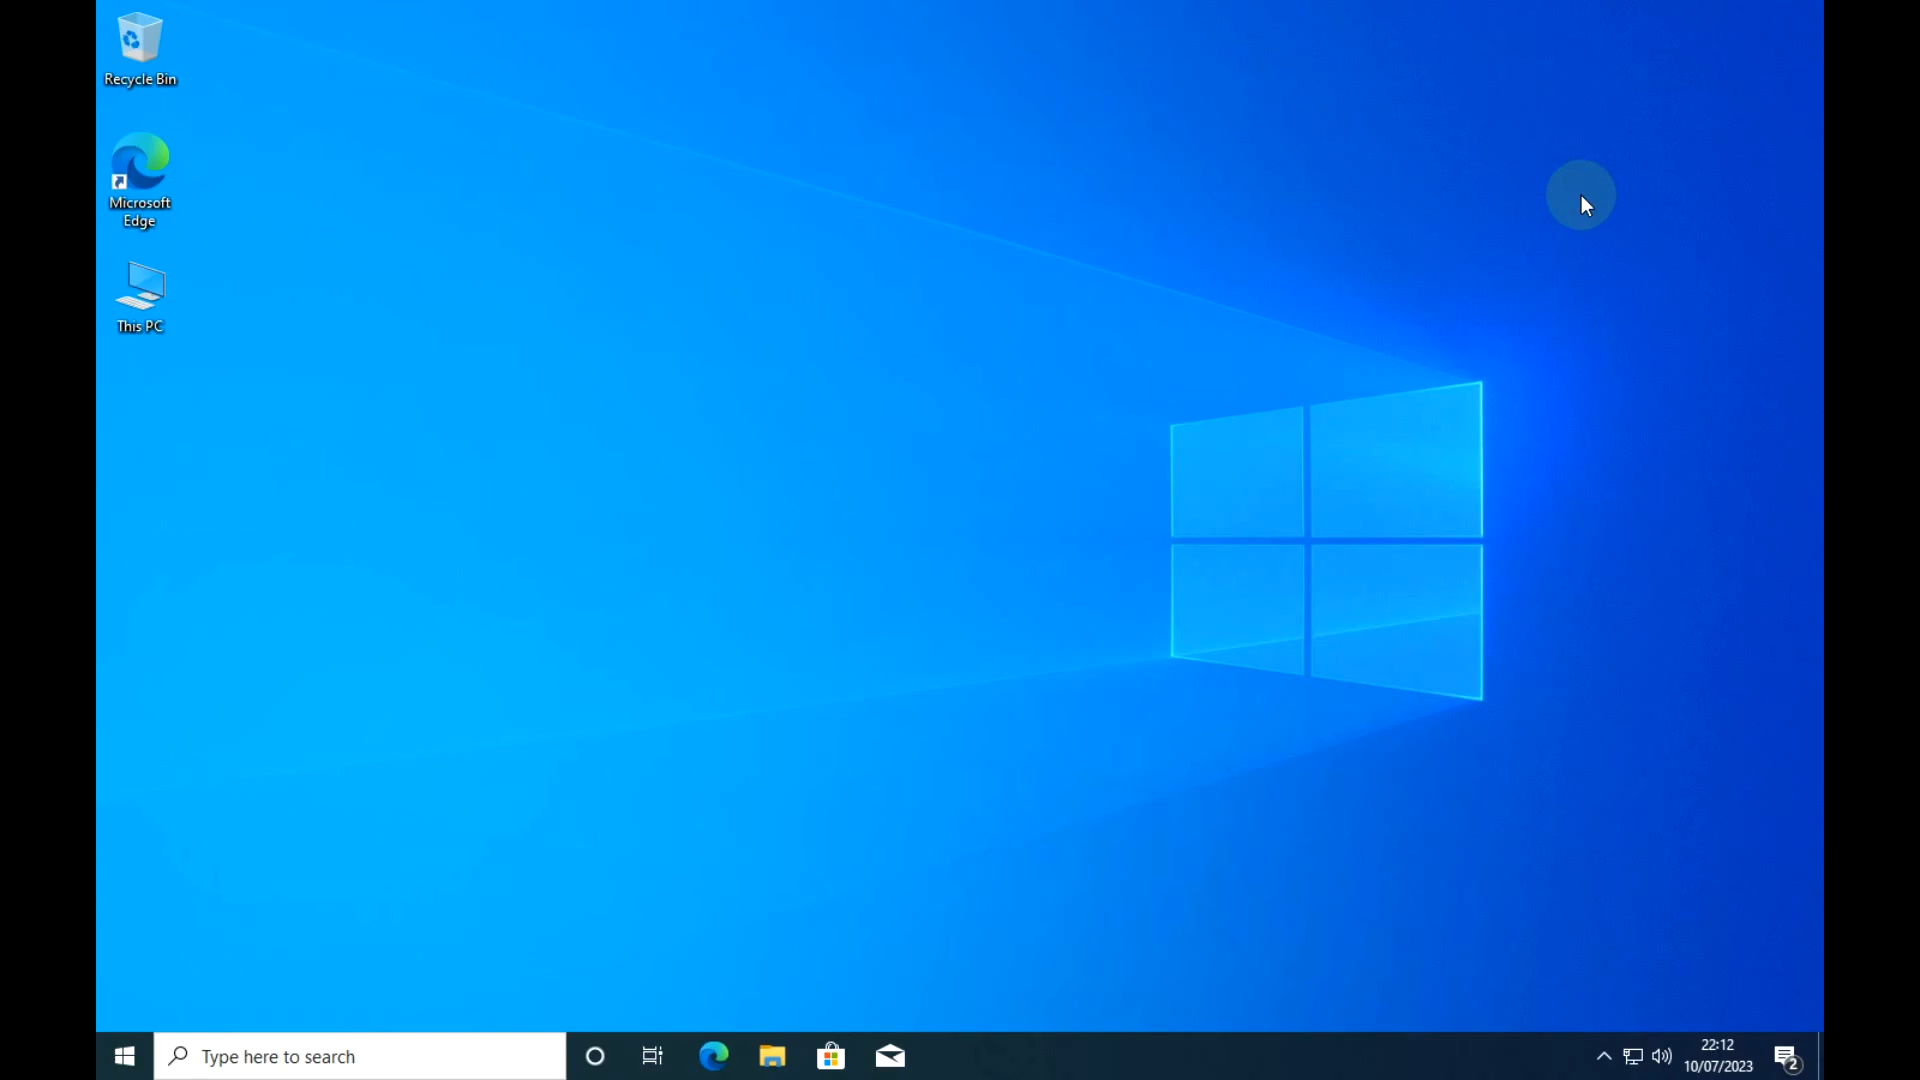 Recycle Bin
Microsoft
Edge
This PC
Type here to search
22:12
10/07/2023
2